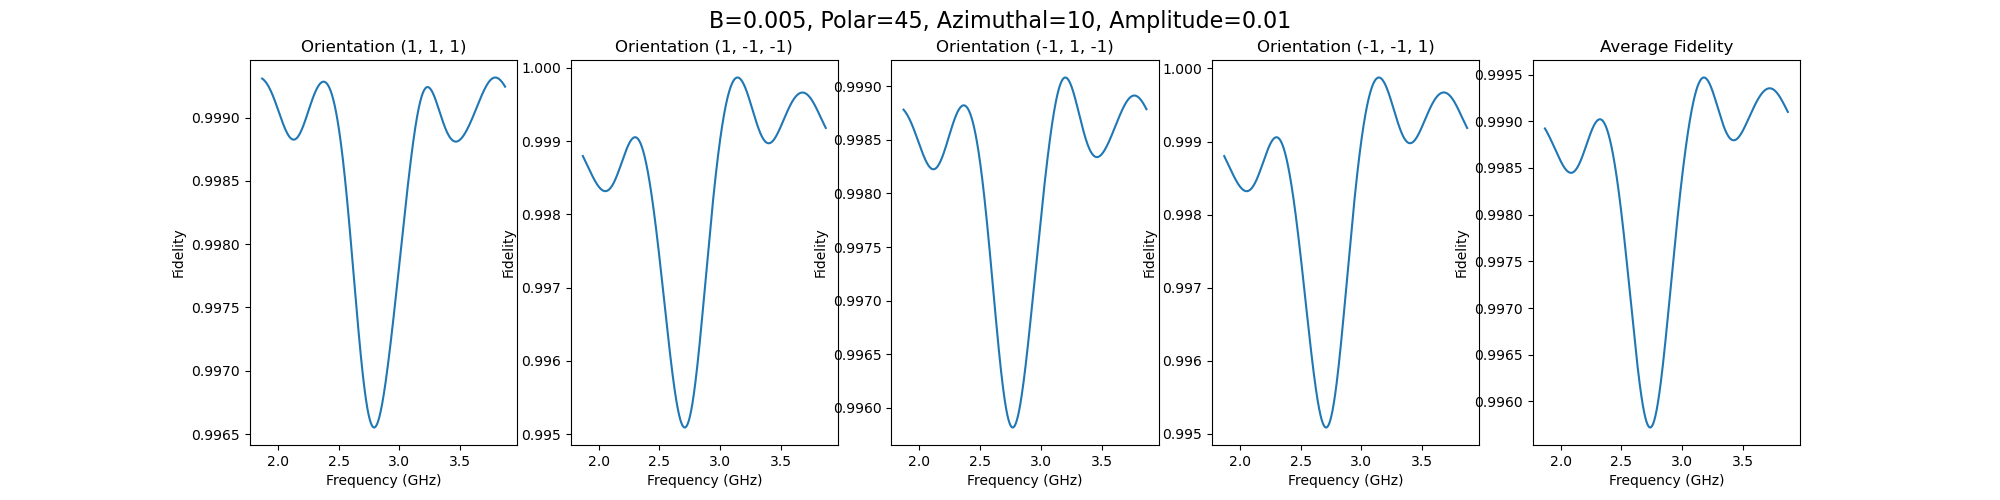 B=0.005, Polar=45, Azimuthal=10, Amplitude=0.01
Orientation (1, 1, 1)
0.9990
0.9985
0.9980
0.9975
0.9970
0.9965
Fidelity
2.0 2.5 3.0 3.5
Frequency (GHz)
Orientation (1, -1, -1)
1.000
0.999
0.998
0.997
0.996
0.995
Fidelity
2.0 2.5 3.0 3.5
Frequency (GHz)
Orientation (-1, 1, -1)
0.9990
0.9985
0.9980
0.9975
0.9970
0.9965
0.9960
Fidelity
2.0 2.5 3.0 3.5
Frequency (GHz)
Orientation (-1, -1, 1)
1.000
0.999
0.998
0.997
0.996
0.995
Fidelity
2.0 2.5 3.0 3.5
Frequency (GHz)
Average Fidelity
0.9995
0.9990
0.9985
0.9980
0.9975
0.9970
0.9965
0.9960
Fidelity
2.0 2.5 3.0 3.5
Frequency (GHz)